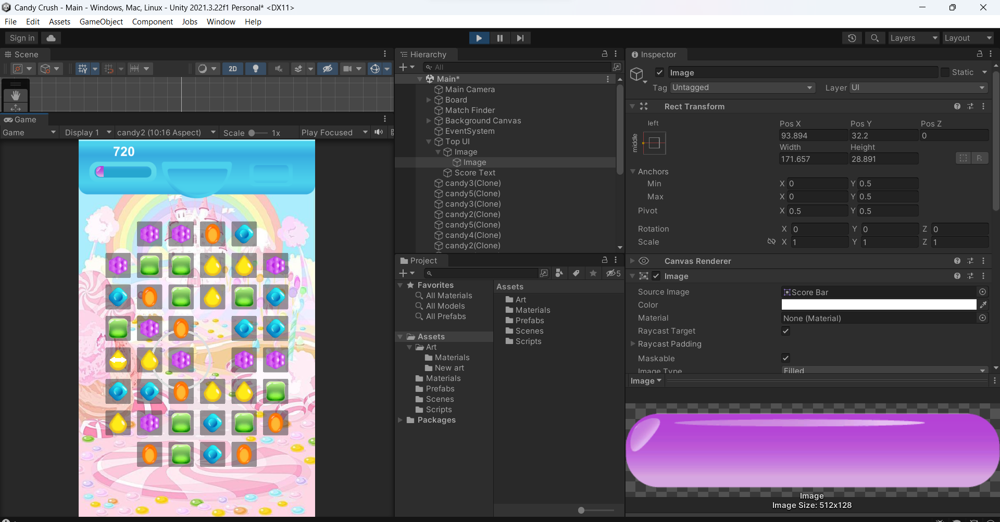 Candy Crush - Main - Windows, Mac, Linux - Unity 2021.3.22f1 Personal* <DX11>
File Edit Assets GameObject Component Jobs Window Help
Sign in
Layers Layout
Scene
2D
Game
Game Display 1 candy2 (10:16 Aspect) Scale 1x Play Focused
720
Hierarchy
All
Main*
Main Camera
Board
Match Finder
Background Canvas
EventSystem
Top UI
Image
Image
Score Text
candy3(Clone)
candy5(Clone)
candy3(Clone)
candy2(Clone)
candy5(Clone)
candy4(Clone)
candy2(Clone)
Project
5
Favorites
All Materials
All Models
All Prefabs
Assets
Art
Materials
New art
Materials
Prefabs
Scenes
Scripts
Packages
Assets
Art
Materials
Prefabs
Scenes
Scripts
Inspector
Image Static
Tag Untagged Layer UI
Rect Transform
left
middle
Pos X Pos Y Pos Z
93.894 32.2 0
Width Height
171.657 28.891
R
Anchors
Min X 0 Y 0.5
Max X 0 Y 0.5
Pivot X 0.5 Y 0.5
Rotation X 0 Y 0 Z 0
Scale X 1 Y 1 Z 1
Canvas Renderer
Image
Source Image Score Bar
Color
Material None (Material)
Raycast Target
Raycast Padding
Maskable
Image Type Filled
Image
Image
Image Size: 512x128